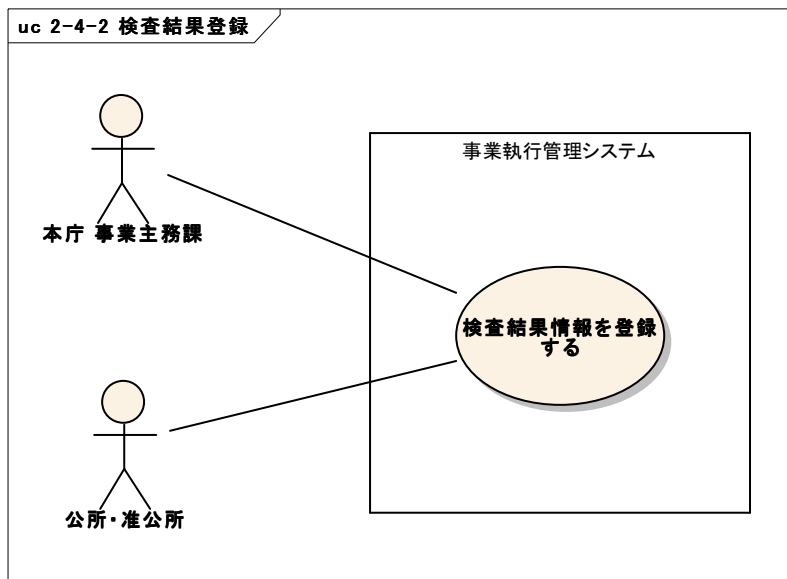 uc 2-4-2 検査結果登録
事業執行管理システム
本庁 事業主務課
検査結果情報を登録
する
公所・准公所